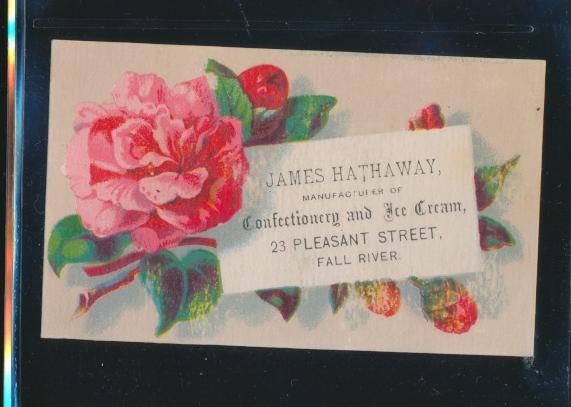 JAMES HATHAWAY,
MANUFACTURER OF
Confectionery and Ice Cream,
23 PLEASANT STREET,
FALL RIVER.